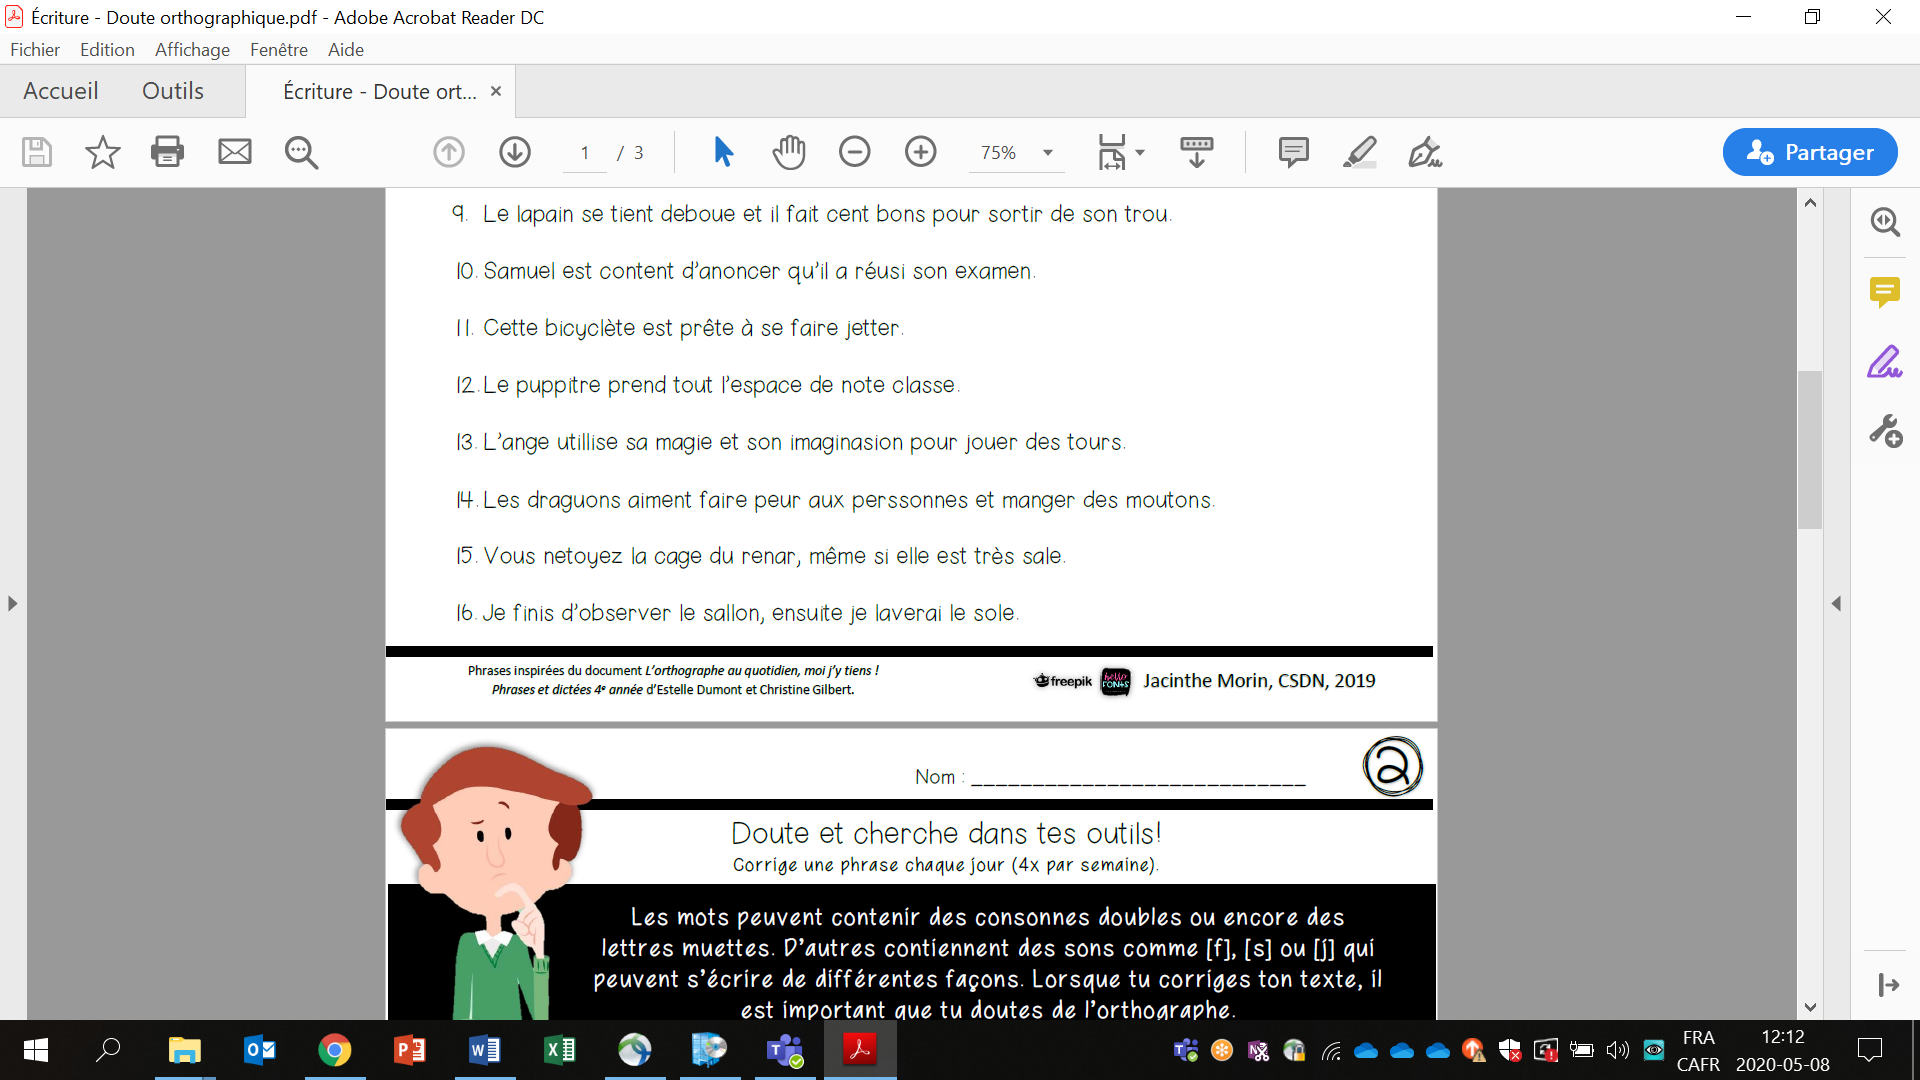 Écriture - Doute orthographique.pdf - Adobe Acrobat Reader DC
Fichier Edition Affichage Fenêtre Aide
Accueil Outils Écriture - Doute ort... ×
1 / 3 75% Partager
9. Le lapain se tient deboue et il fait cent bons pour sortir de son trou.
10. Samuel est content d'anoncer qu'il a réusi son examen.
11. Cette bicyclète est prête à se faire jetter.
12. Le puppitre prend tout l'espace de note classe.
13. L'ange utillise sa magie et son imaginasion pour jouer des tours.
14. Les draguons aiment faire peur aux perssonnes et manger des moutons.
15. Vous netoyez la cage du renar, même si elle est très sale.
16. Je finis d'observer le sallon, ensuite je laverai le sole.
Phrases inspirées du document L'orthographe au quotidien, moi j'y tiens !
Phrases et dictées 4e année d'Estelle Dumont et Christine Gilbert.
freepik hello FONTS Jacinthe Morin, CSDN, 2019
Nom : ____________________________
2
Doute et cherche dans tes outils!
Corrige une phrase chaque jour (4x par semaine).
Les mots peuvent contenir des consonnes doubles ou encore des
lettres muettes. D'autres contiennent des sons comme [f], [s] ou [j] qui
peuvent s'écrire de différentes façons. Lorsque tu corriges ton texte, il
est important que tu doutes de l'orthographe.
FRA
CAFR
12:12
2020-05-08